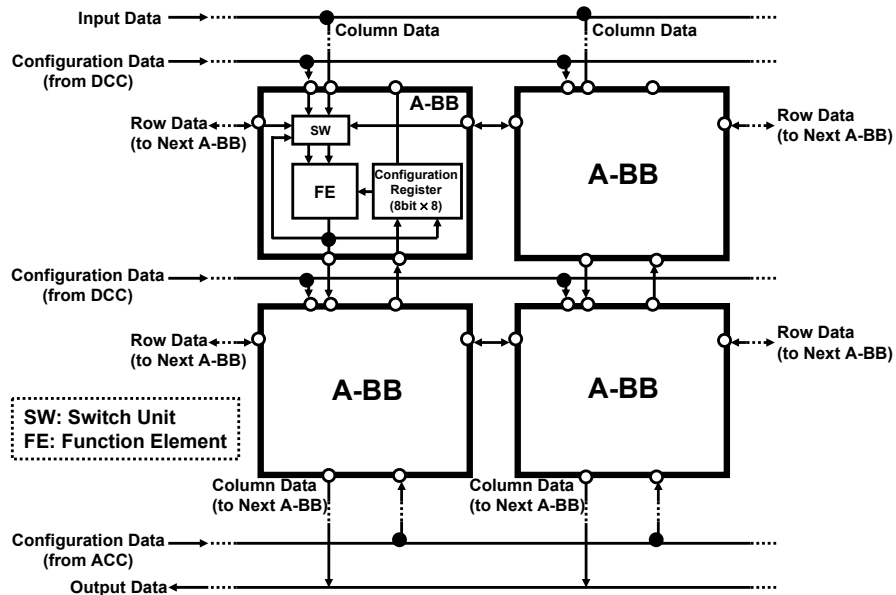 Input Data
Column Data
Column Data
Configuration Data
(from DCC)
A-BB
Row Data
(to Next A-BB)
SW
FE
Configuration
Register
(8bit × 8)
A-BB
Row Data
(to Next A-BB)
Configuration Data
(from DCC)
Row Data
(to Next A-BB)
A-BB
A-BB
Row Data
(to Next A-BB)
SW: Switch Unit
FE: Function Element
Column Data
(to Next A-BB)
Column Data
(to Next A-BB)
Configuration Data
(from ACC)
Output Data